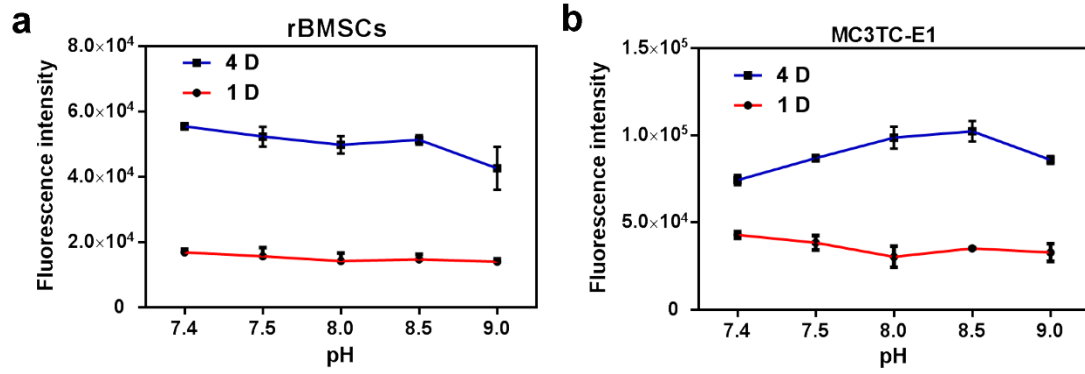 a
rBMSCs
8.0×10⁴
6.0×10⁴
4.0×10⁴
2.0×10⁴
0
Fluorescence intensity
4 D
1 D
7.4 7.5 8.0 8.5 9.0
pH
b
MC3TC-E1
1.5×10⁵
1.0×10⁵
5.0×10⁴
0
Fluorescence intensity
4 D
1 D
7.4 7.5 8.0 8.5 9.0
pH